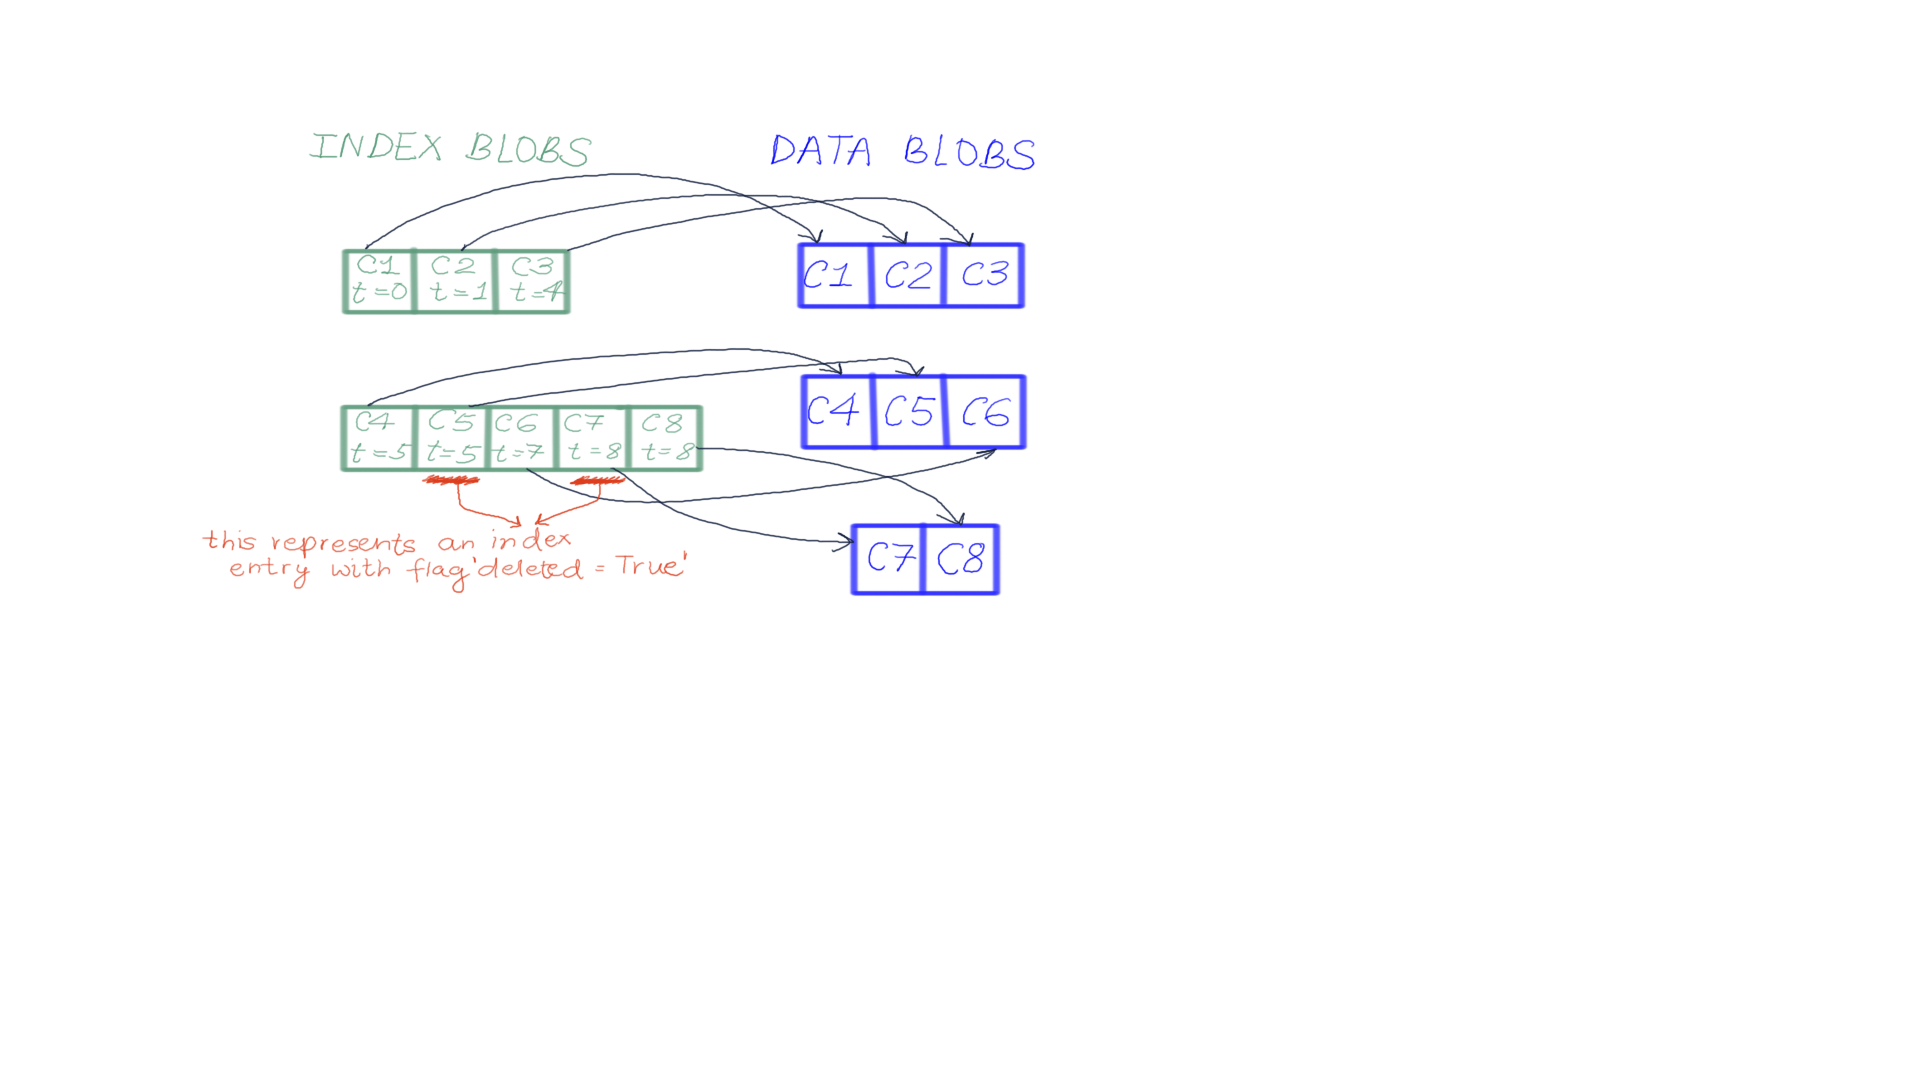 INDEX BLOBS
DATA BLOBS
C1 C2 C3
t=0 t=1 t=4
C1 C2 C3
C4 C5 C6 C7 C8
t=5 t=5 t=7 t=8 t=8
C4 C5 C6
this represents an index
entry with flag 'deleted = True'
C7 C8